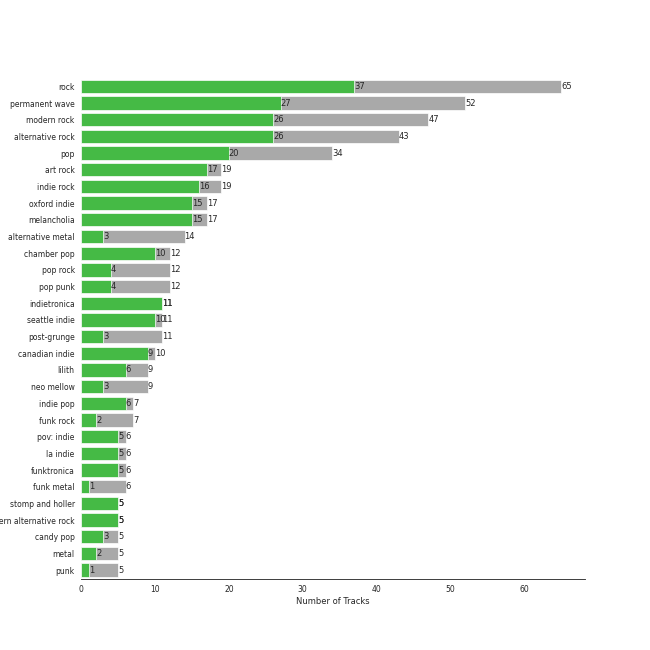 rock 37 65
permanent wave 27 52
modern rock 26 47
alternative rock 26 43
pop 20 34
art rock 17 19
indie rock 16 19
oxford indie 15 17
melancholia 15 17
alternative metal 3 14
chamber pop 10 12
pop rock 4 12
pop punk 4 12
indietronica 11
seattle indie 10 11
post-grunge 3 11
canadian indie 9 10
lilith 6 9
neo mellow 3 9
indie pop 6 7
funk rock 2 7
pov: indie 5 6
la indie 5 6
funktronica 5 6
funk metal 1 6
stomp and holler 5
ern alternative rock 5
candy pop 3 5
metal 2 5
punk 1 5
0 10 20 30 40 50 60
Number of Tracks